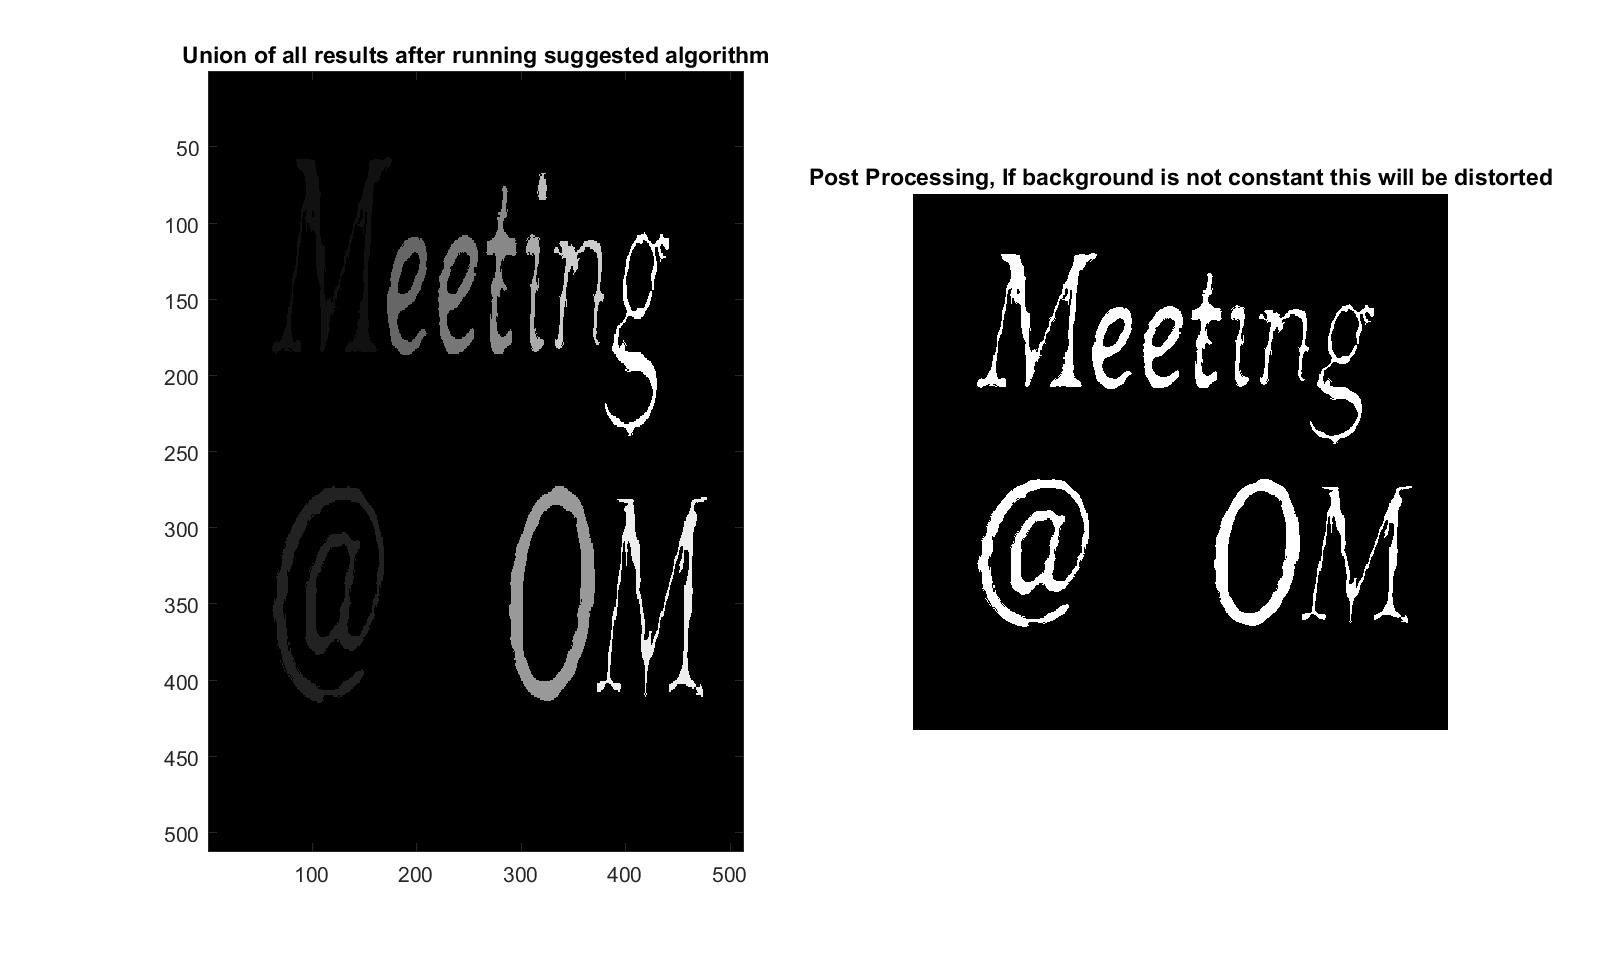 Union of all results after running suggested algorithm
50
100
150
200
250
300
350
400
450
500
100 200 300 400 500
Meeting
@ OM
Post Processing, If background is not constant this will be distorted
Meetıng
@ OM